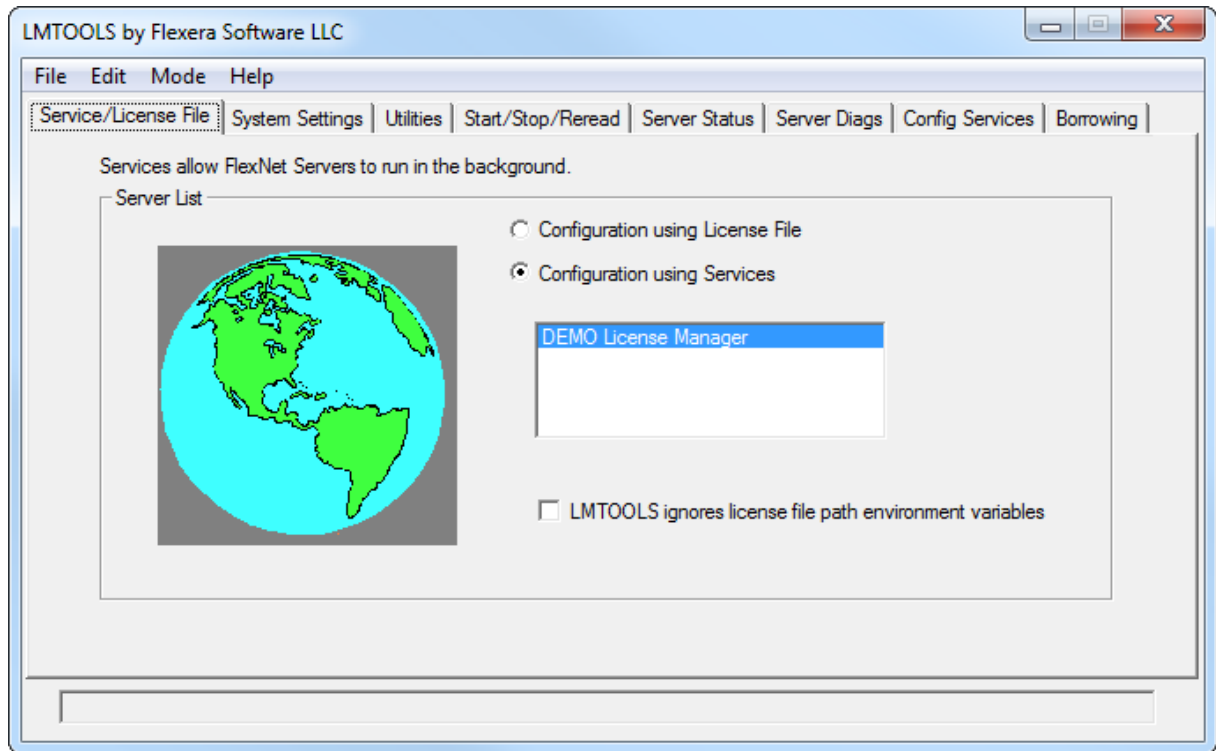 LMTOOLS by Flexera Software LLC
File Edit Mode Help
Service/License File System Settings Utilities Start/Stop/Reread Server Status Server Diags Config Services Borrowing
Services allow FlexNet Servers to run in the background.
Server List
Configuration using License File
Configuration using Services
DEMO License Manager
LMTOOLS ignores license file path environment variables